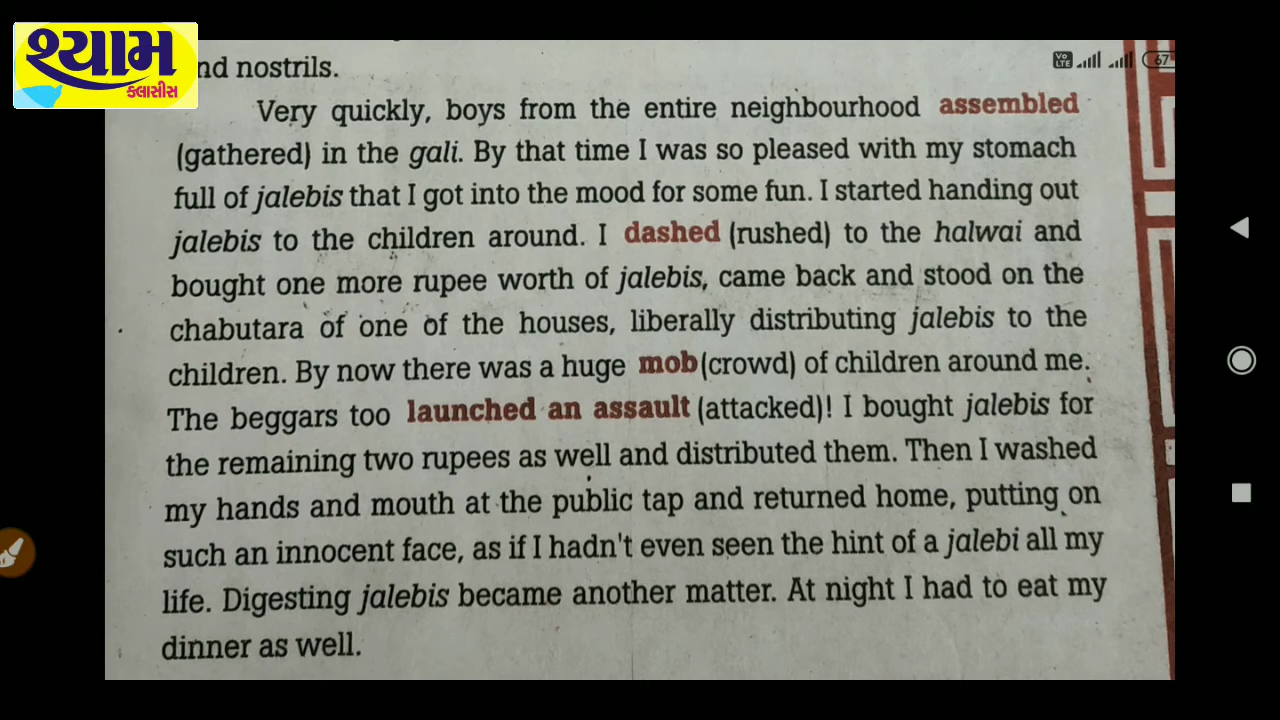 શ્યામ
ક્લાસીસ
Vo
LTE
67
nd nostrils.
Very quickly, boys from the entire neighbourhood assembled
(gathered) in the gali. By that time I was so pleased with my stomach
full of jalebis that I got into the mood for some fun. I started handing out
jalebis to the children around. I dashed (rushed) to the halwai and
bought one more rupee worth of jalebis, came back and stood on the
chabutara of one of the houses, liberally distributing jalebis to the
children. By now there was a huge mob (crowd) of children around me.
The beggars too launched an assault (attacked)! I bought jalebis for
the remaining two rupees as well and distributed them. Then I washed
my hands and mouth at the public tap and returned home, putting on
such an innocent face, as if I hadn't even seen the hint of a jalebi all my
life. Digesting jalebis became another matter. At night I had to eat my
dinner as well.